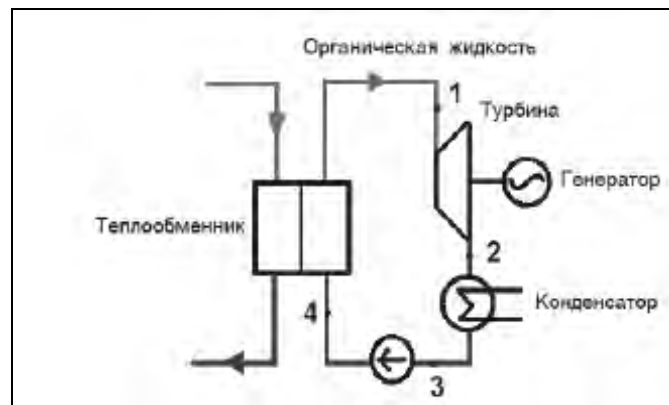 Органическая жидкость
1
Турбина
Генератор
Теплообменник
2
4
Конденсатор
3